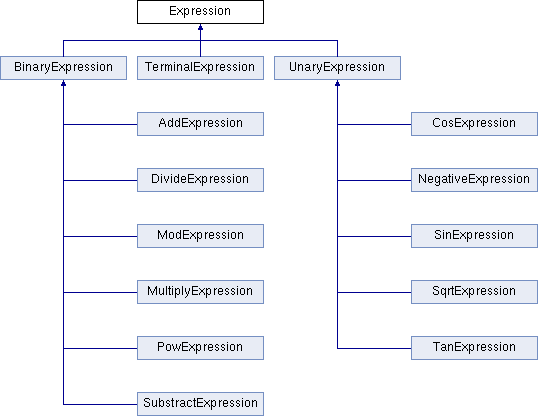 Expression
BinaryExpression
TerminalExpression
UnaryExpression
AddExpression
CosExpression
DivideExpression
NegativeExpression
ModExpression
SinExpression
MultiplyExpression
SqrtExpression
PowExpression
TanExpression
SubstractExpression